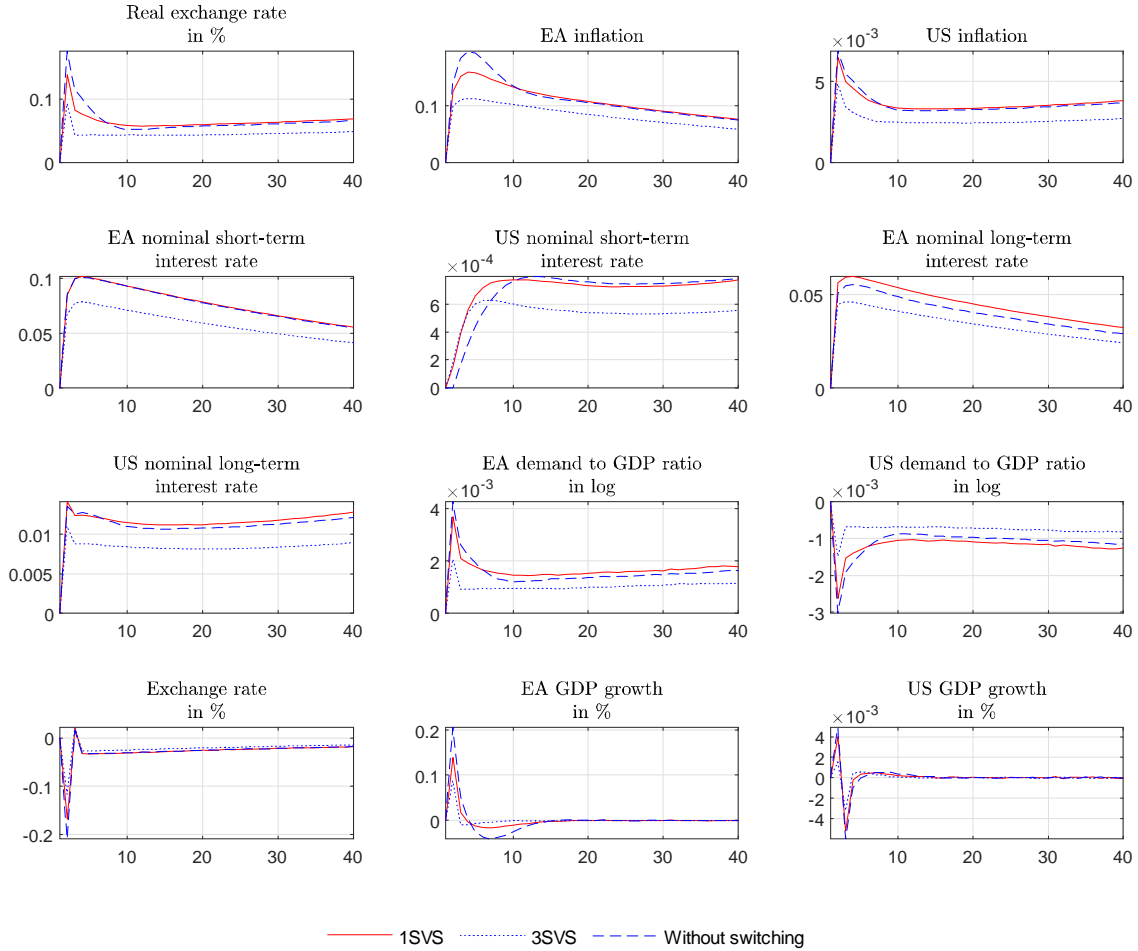 Real exchange rate
in %
0.1
0
10 20 30 40
EA inflation
0.1
0
10 20 30 40
US inflation
×10⁻³
5
0
10 20 30 40
EA nominal short-term
interest rate
0.1
0.05
0
10 20 30 40
US nominal short-term
interest rate
×10⁻⁴
6
4
2
0
10 20 30 40
EA nominal long-term
interest rate
0.05
0
10 20 30 40
US nominal long-term
interest rate
0.01
0.005
0
10 20 30 40
EA demand to GDP ratio
in log
×10⁻³
4
2
0
10 20 30 40
US demand to GDP ratio
in log
×10⁻³
0
-1
-2
-3
10 20 30 40
Exchange rate
in %
0
-0.1
-0.2
10 20 30 40
EA GDP growth
in %
0.2
0.1
0
10 20 30 40
US GDP growth
in %
×10⁻³
4
2
0
-2
-4
10 20 30 40
1SVS 3SVS Without switching